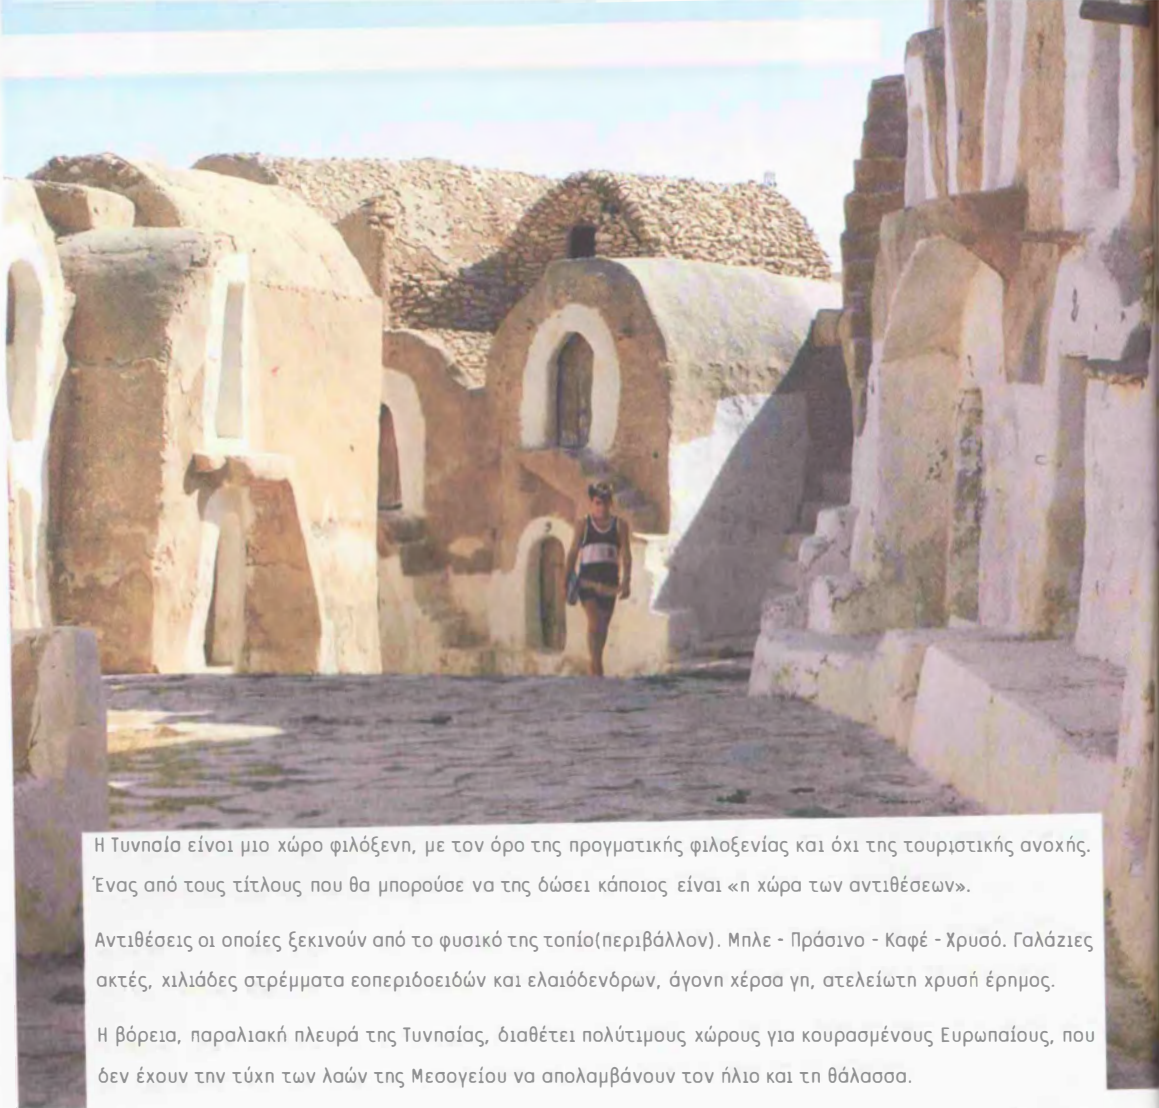 Η Τυνησία είναι μια χώρα φιλόξενη, με τον όρο της πραγματικής φιλοξενίας και όχι της τουριστικής ανοχής.
Ένας από τους τίτλους που θα μπορούσε να της δώσει κάποιος είναι «η χώρα των αντιθέσεων».
Αντιθέσεις οι οποίες ξεκινούν από το φυσικό της τοπίο(περιβάλλον). Μπλε - Πράσινο - Καφέ - Χρυσό. Γαλάζιες
ακτές, χιλιάδες στρέμματα εσπεριδοειδών και ελαιόδενδρων, άγονη χέρσα γη, ατελείωτη χρυσή έρημος.
Η βόρεια, παραλιακή πλευρά της Τυνησίας, διαθέτει πολύτιμους χώρους για κουρασμένους Ευρωπαίους, που
δεν έχουν την τύχη των λαών της Μεσογείου να απολαμβάνουν τον ήλιο και τη θάλασσα.